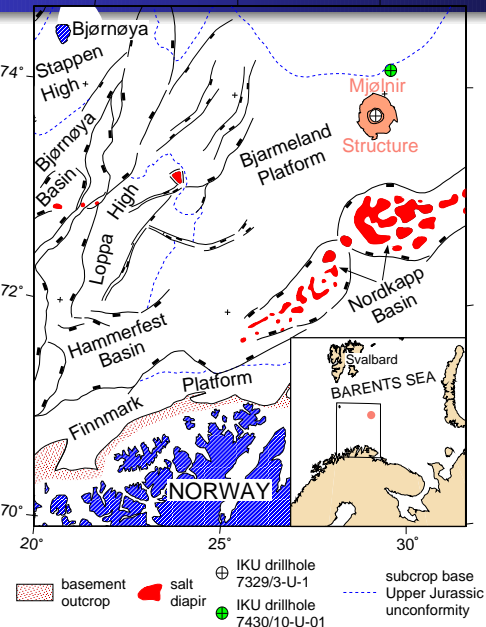 Bjørnøya
74°
Stappen
High
Mjølnir
Structure
Bjørnøya
Basin
Bjarmeland
Platform
High
Loppa
Nordkapp
Basin
72°
Hammerfest
Basin
Svalbard
BARENTS SEA
Finnmark
Platform
NORWAY
70°
20°
25°
30°
basement
outcrop
salt
diapir
IKU drillhole
7329/3-U-1
IKU drillhole
7430/10-U-01
subcrop base
Upper Jurassic
unconformity